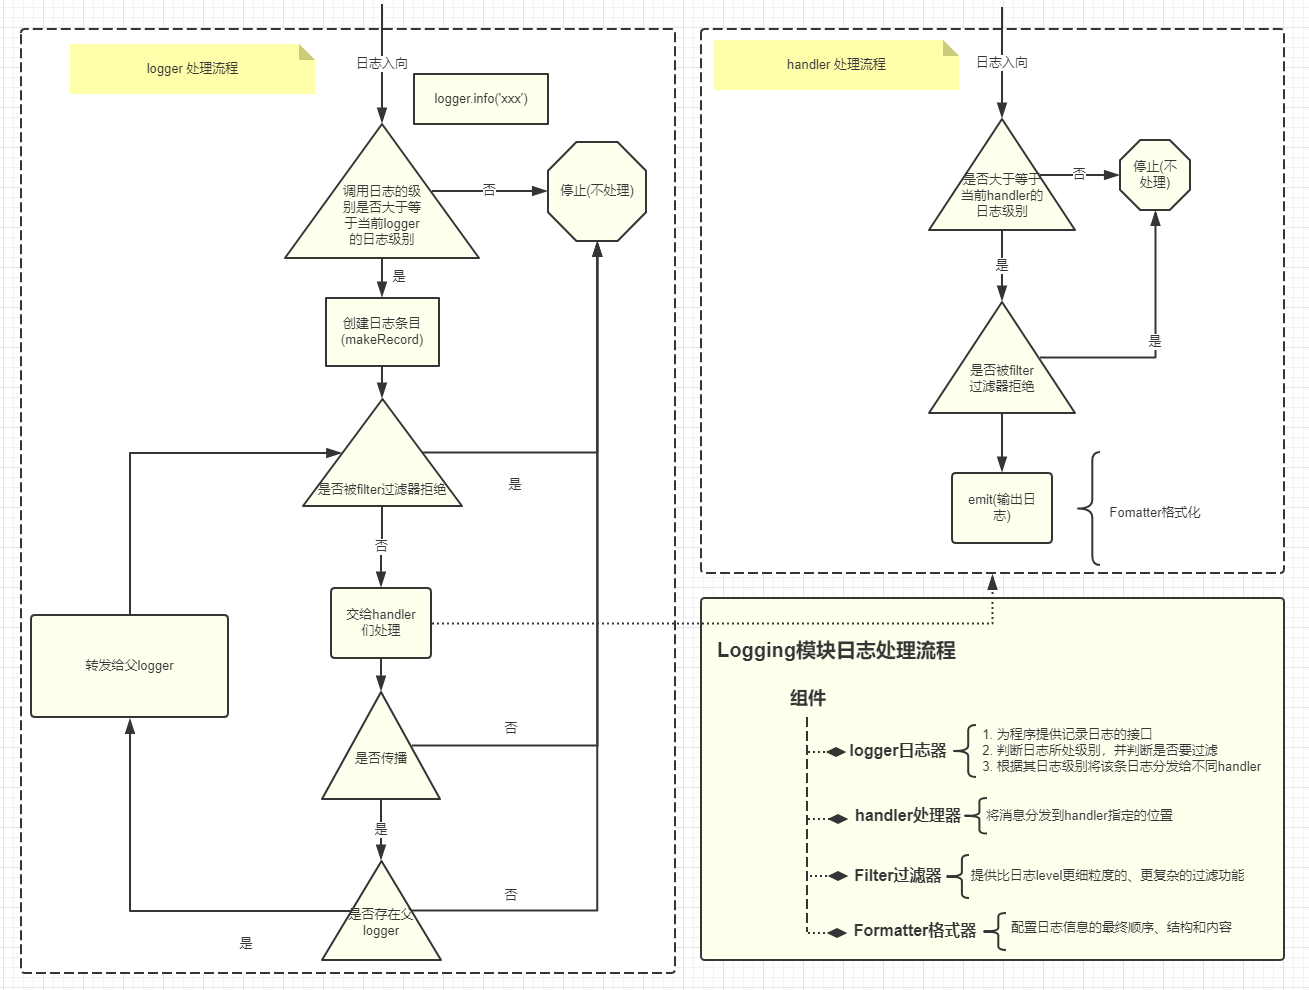 logger 处理流程
日志入向
logger.info('xxx')
调用日志的级
别是否大于等
于当前logger
的日志级别
否
停止(不处理)
是
创建日志条目
(makeRecord)
是否被filter过滤器拒绝
是
否
交给handler
们处理
转发给父logger
是否传播
否
是
是否存在父
logger
否
是
handler 处理流程
日志入向
是否大于等于
当前handler的
日志级别
否
停止(不
处理)
是
是否被filter
过滤器拒绝
是
emit(输出日
志)
Fomatter格式化
Logging模块日志处理流程
组件
logger日志器
1. 为程序提供记录日志的接口
2. 判断日志所处级别，并判断是否要过滤
3. 根据其日志级别将该条日志分发给不同handler
handler处理器
将消息分发到handler指定的位置
Filter过滤器
提供比日志level更细粒度的、更复杂的过滤功能
Formatter格式器
配置日志信息的最终顺序、结构和内容